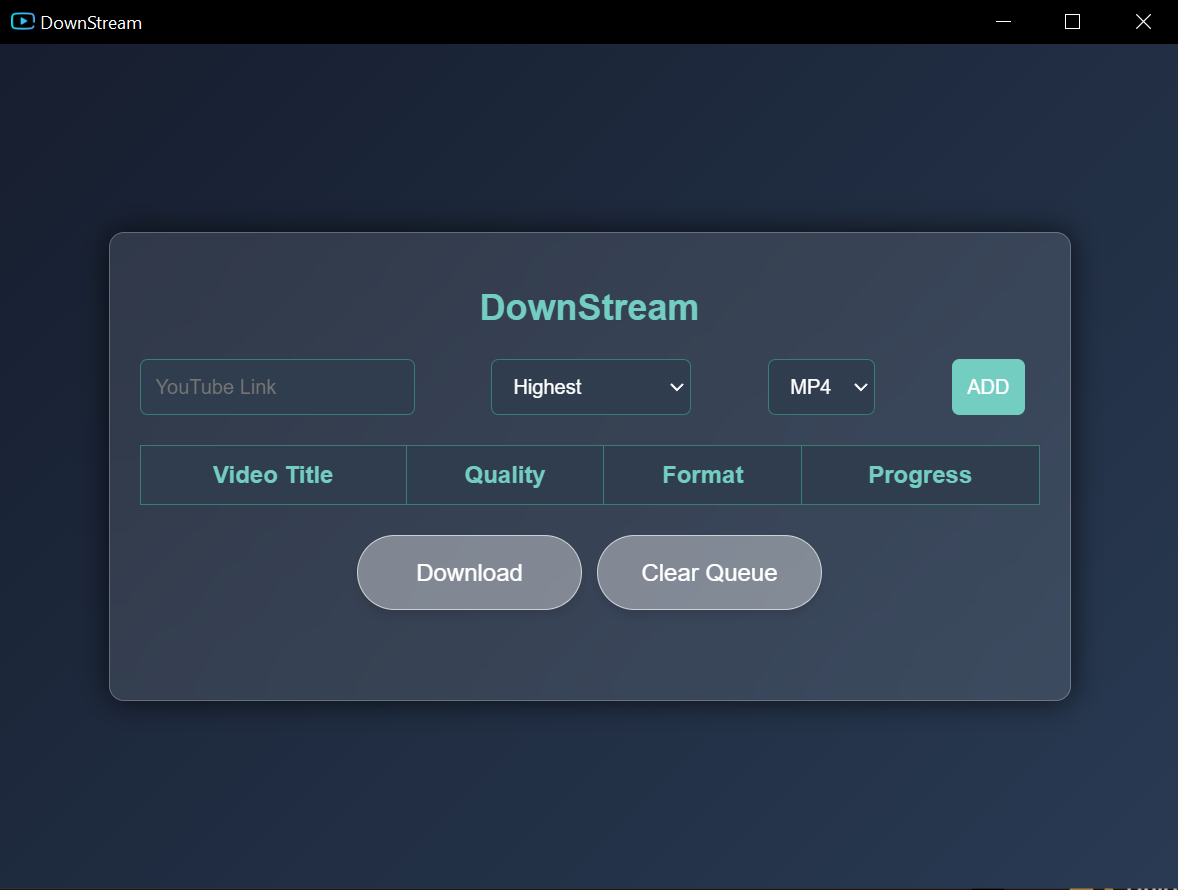 DownStream
DownStream
YouTube Link Highest MP4 ADD
Video Title Quality Format Progress
Download Clear Queue